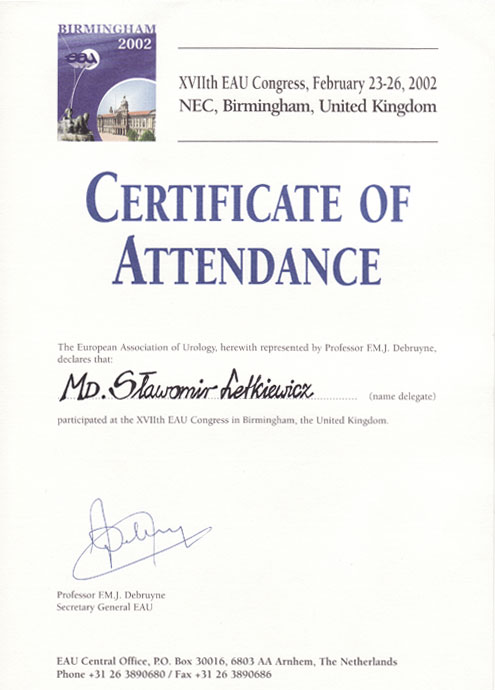 BIRMINGHAM
2002
eau
XVIIth EAU Congress, February 23-26, 2002
NEC, Birmingham, United Kingdom
CERTIFICATE OF
ATTENDANCE
The European Association of Urology, herewith represented by Professor F.M.J. Debruyne,
declares that:
MD. Sławomir Letkiewicz (name delegate)
participated at the XVIIth EAU Congress in Birmingham, the United Kingdom.
Professor F.M.J. Debruyne
Secretary General EAU
EAU Central Office, P.O. Box 30016, 6803 AA Arnhem, The Netherlands
Phone +31 26 3890680 / Fax +31 26 3890686